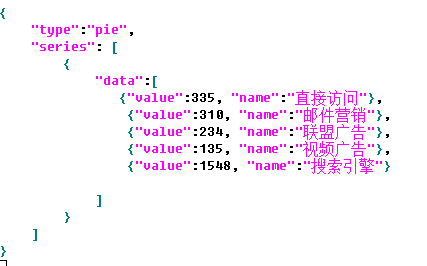 {
"type":"pie",
"series": [
{
"data":[
{"value":335, "name":"直接访问"},
{"value":310, "name":"邮件营销"},
{"value":234, "name":"联盟广告"},
{"value":135, "name":"视频广告"},
{"value":1548, "name":"搜索引擎"}
]
}
]
}